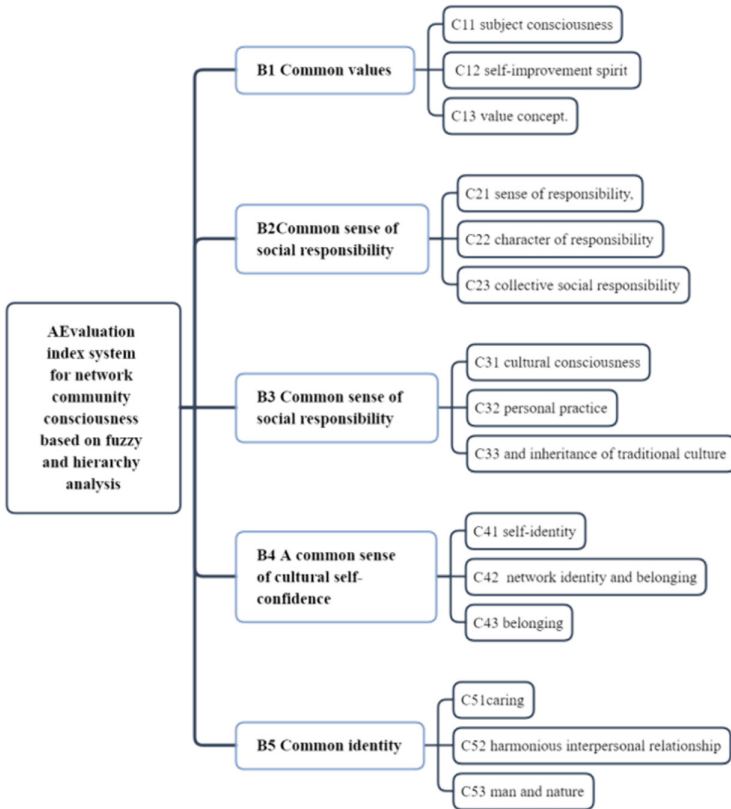 AEvaluation
index system
for network
community
consciousness
based on fuzzy
and hierarchy
analysis
B1 Common values
C11 subject consciousness
C12 self-improvement spirit
C13 value concept.
B2Common sense of
social responsibility
C21 sense of responsibility,
C22 character of responsibility
C23 collective social responsibility
B3 Common sense of
social responsibility
C31 cultural consciousness
C32 personal practice
C33 and inheritance of traditional culture
B4 A common sense
of cultural self-
confidence
C41 self-identity
C42 network identity and belonging
C43 belonging
B5 Common identity
C51caring
C52 harmonious interpersonal relationship
C53 man and nature